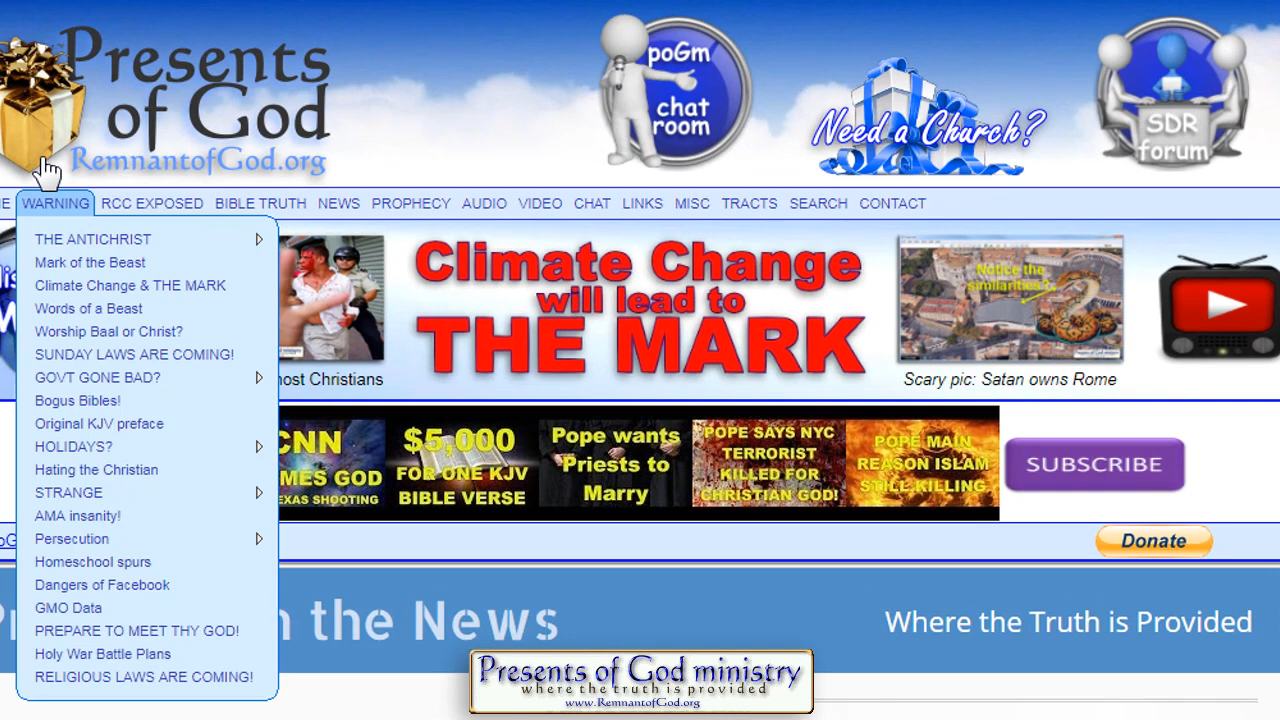 Presents
of God
RemnantofGod.org
poGm
chat
room
Need a Church?
SDR
forum
WARNING RCC EXPOSED BIBLE TRUTH NEWS PROPHECY AUDIO VIDEO CHAT LINKS MISC TRACTS SEARCH CONTACT
THE ANTICHRIST
Mark of the Beast
Climate Change & THE MARK
Words of a Beast
Worship Baal or Christ?
SUNDAY LAWS ARE COMING!
GOV'T GONE BAD?
Bogus Bibles!
Original KJV preface
HOLIDAYS?
Hating the Christian
STRANGE
AMA insanity!
Persecution
Homeschool spurs
Dangers of Facebook
GMO Data
PREPARE TO MEET THY GOD!
Holy War Battle Plans
RELIGIOUS LAWS ARE COMING!
Christians
Climate Change
will lead to
THE MARK
Notice the
similarities?
Scary pic: Satan owns Rome
CNN
GOD
SHOOTING
$5,000
FOR ONE KJV
BIBLE VERSE
Pope wants
Priests to
Marry
POPE SAYS NYC
TERRORIST
KILLED FOR
CHRISTIAN GOD!
POPE MAIN
REASON ISLAM
STILL KILLING
SUBSCRIBE
Donate
the News
Where the Truth is Provided
Presents of God ministry
where the truth is provided
www.RemnantofGod.org